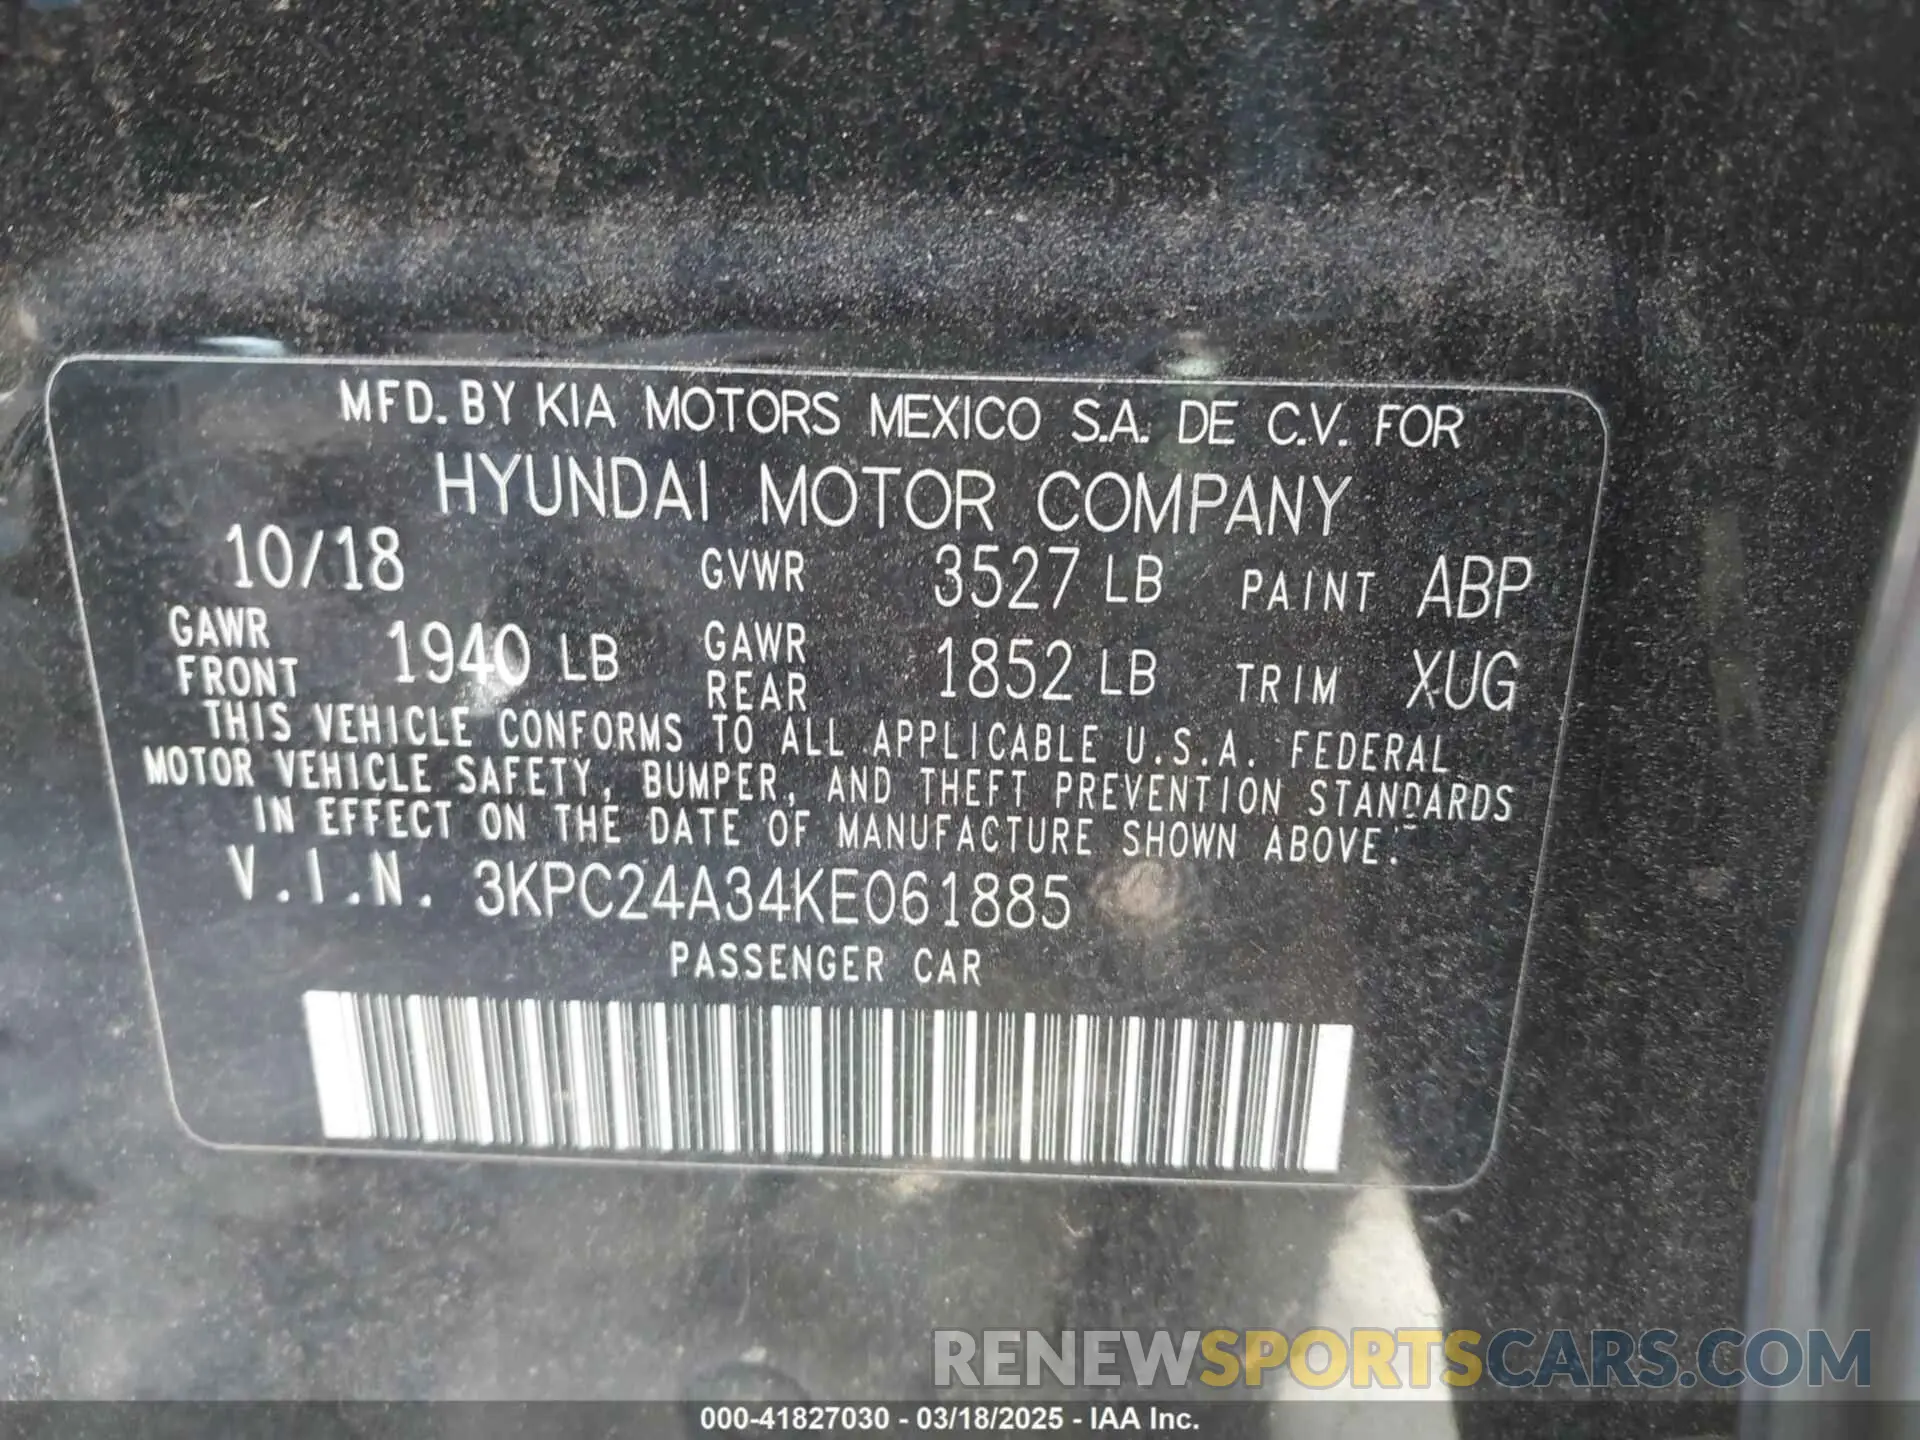 MFD. BY KIA MOTORS MEXICO S.A. DE C.V. FOR
HYUNDAI MOTOR COMPANY
10/18 GVWR 3527 LB PAINT ABP
GAWR FRONT 1940 LB GAWR REAR 1852 LB TRIM XUG
THIS VEHICLE CONFORMS TO ALL APPLICABLE U.S.A. FEDERAL
MOTOR VEHICLE SAFETY, BUMPER, AND THEFT PREVENTION STANDARDS
IN EFFECT ON THE DATE OF MANUFACTURE SHOWN ABOVE.
V.I.N. 3KPC24A34KE061885
PASSENGER CAR
RENEWSPORTSCARS.COM
000-41827030 - 03/18/2025 - IAA Inc.